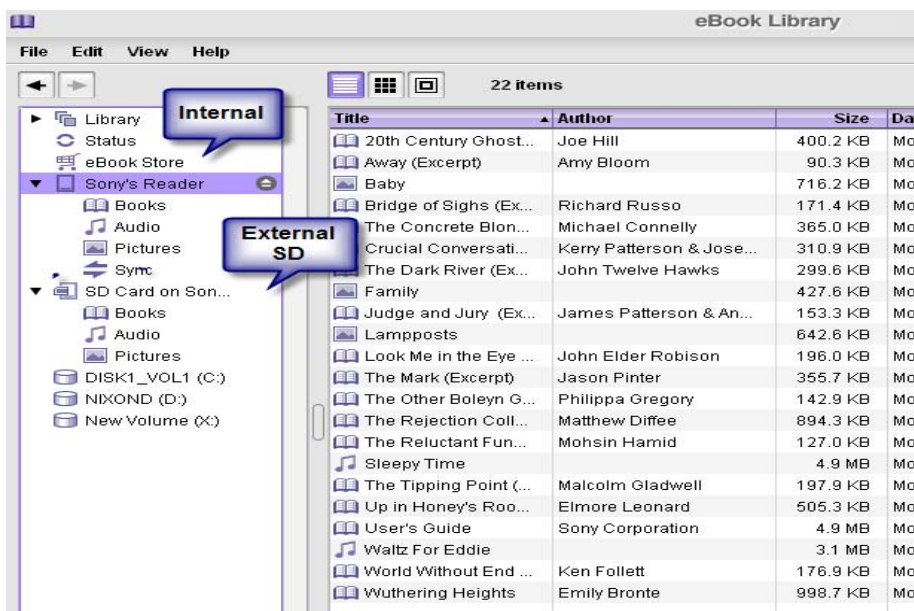 eBook Library
File Edit View Help
22 items
Internal
Library
Status
eBook Store
Sony's Reader
Books
Audio
Pictures
Sync
External
SD
SD Card on Son...
Books
Audio
Pictures
DISK1_VOL1 (C:)
NIXOND (D:)
New Volume (X:)
Title Author Size Da
20th Century Ghost... Joe Hill 400.2 KB Mo
Away (Excerpt) Amy Bloom 90.3 KB Mo
Baby 716.2 KB Mo
Bridge of Sighs (Ex... Richard Russo 171.4 KB Mo
The Concrete Blon... Michael Connelly 365.0 KB Mo
Crucial Conversati... Kerry Patterson & Jose... 310.9 KB Mo
The Dark River (Ex... John Twelve Hawks 299.6 KB Mo
Family 427.6 KB Mo
Judge and Jury (Ex... James Patterson & An... 153.3 KB Mo
Lampposts 642.6 KB Mo
Look Me in the Eye ... John Elder Robison 196.0 KB Mo
The Mark (Excerpt) Jason Pinter 355.7 KB Mo
The Other Boleyn G... Philippa Gregory 142.9 KB Mo
The Rejection Coll... Matthew Diffee 894.3 KB Mo
The Reluctant Fun... Mohsin Hamid 127.0 KB Mo
Sleepy Time 4.9 MB Mo
The Tipping Point (... Malcolm Gladwell 197.9 KB Mo
Up in Honey's Roo... Elmore Leonard 505.3 KB Mo
User's Guide Sony Corporation 4.9 MB Mo
Waltz For Eddie 3.1 MB Mo
World Without End ... Ken Follett 176.9 KB Mo
Wuthering Heights Emily Bronte 998.7 KB Mo